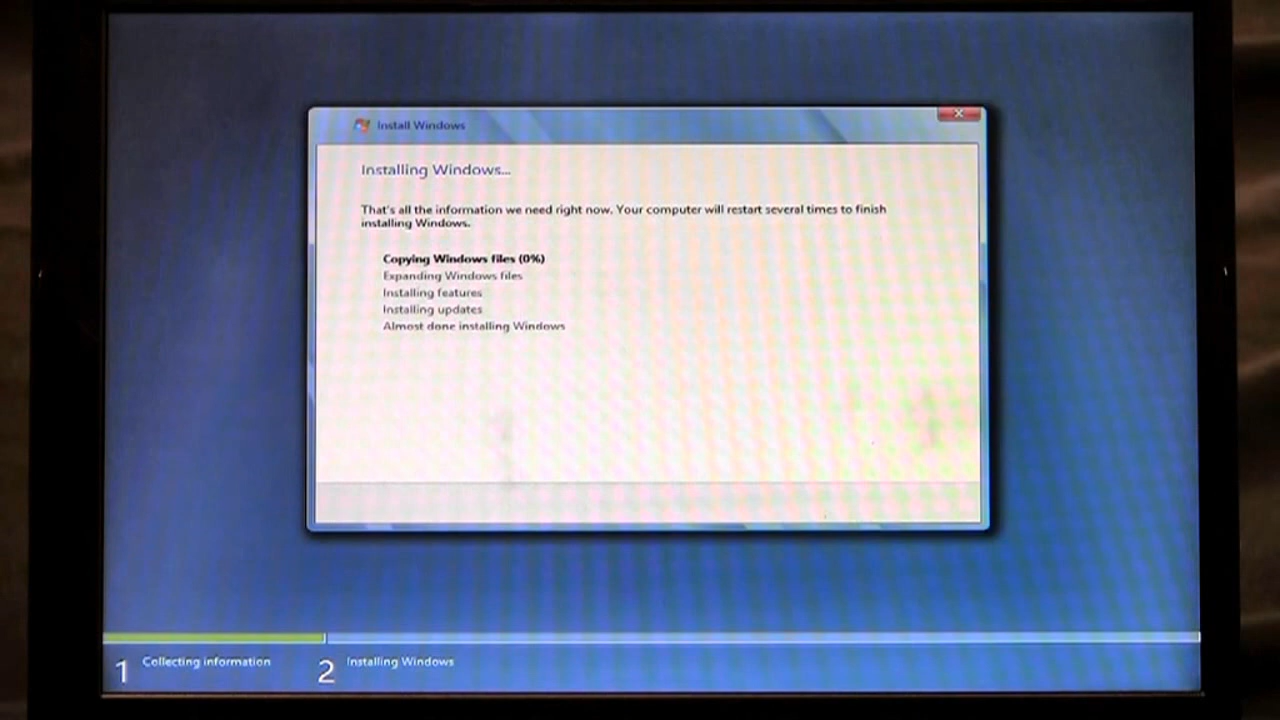 Install Windows
Installing Windows...
That's all the information we need right now. Your computer will restart several times to finish
installing Windows.
Copying Windows files (0%)
Expanding Windows files
Installing features
Installing updates
Almost done installing Windows
1 Collecting information
2 Installing Windows